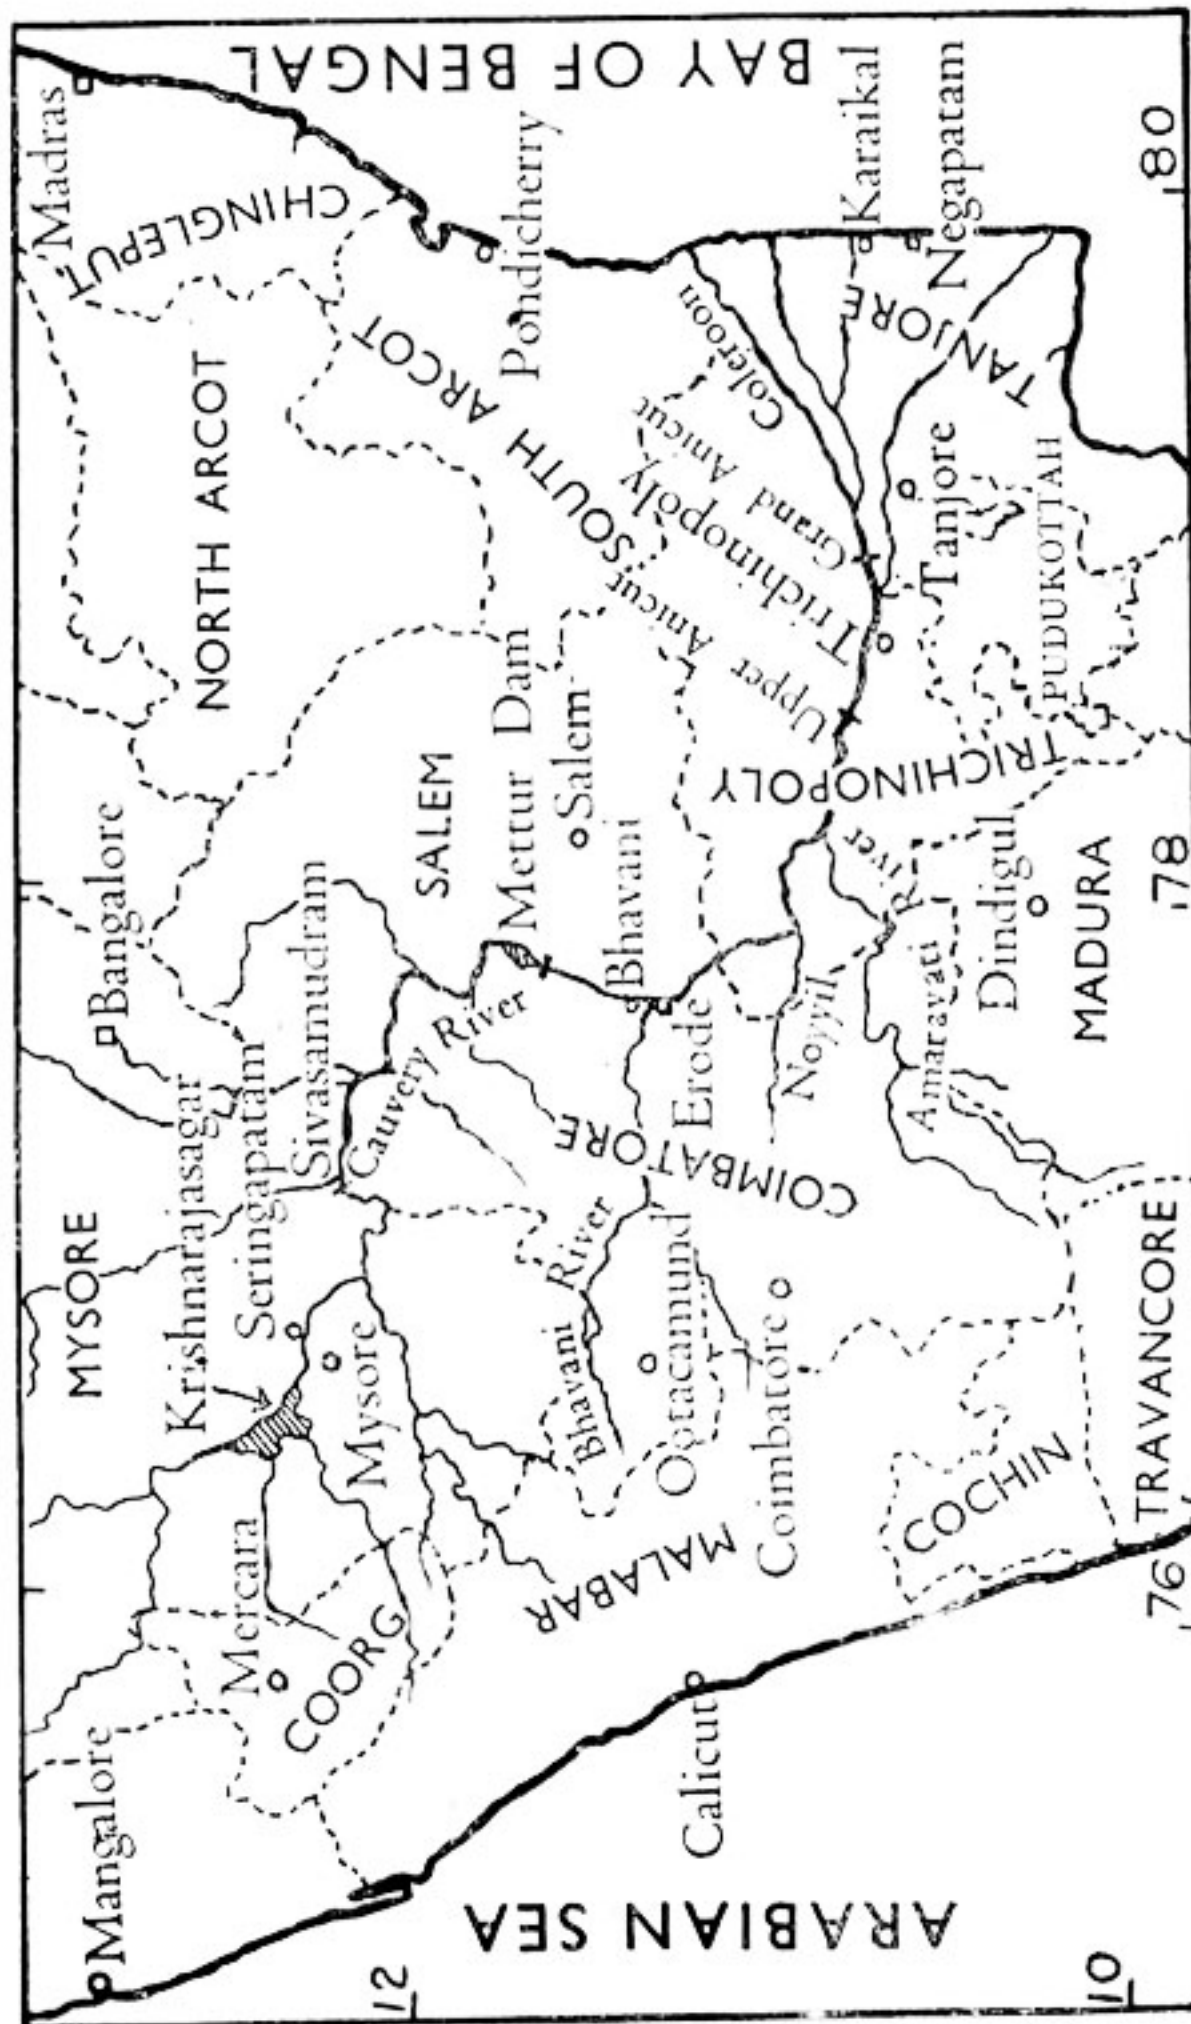 Mangalore
Mercara
COORG
MYSORE
Krishnarajasagar
Seringapatam
Mysore
Sivasamudram
Bangalore
Cauvery River
NORTH ARCOT
CHINGLEPUT
Madras
BAY OF BENGAL
SALEM
Mettur Dam
Salem
Bhavani
Erode
SOUTH ARCOT
Pondicherry
12
ARABIAN SEA
MALABAR
Calicut
Bhavani River
Ootacamund
Coimbatore
COIMBATORE
Noyyil
Amaravati River
TRICHINOPOLY
Upper Anicut
Trichinopoly
Grand Anicut
Coleroon
Karaikal
Negapatam
TANJORE
Tanjore
PUDUKOTTAH
Dindigul
MADURA
COCHIN
TRAVANCORE
10
76
78
80